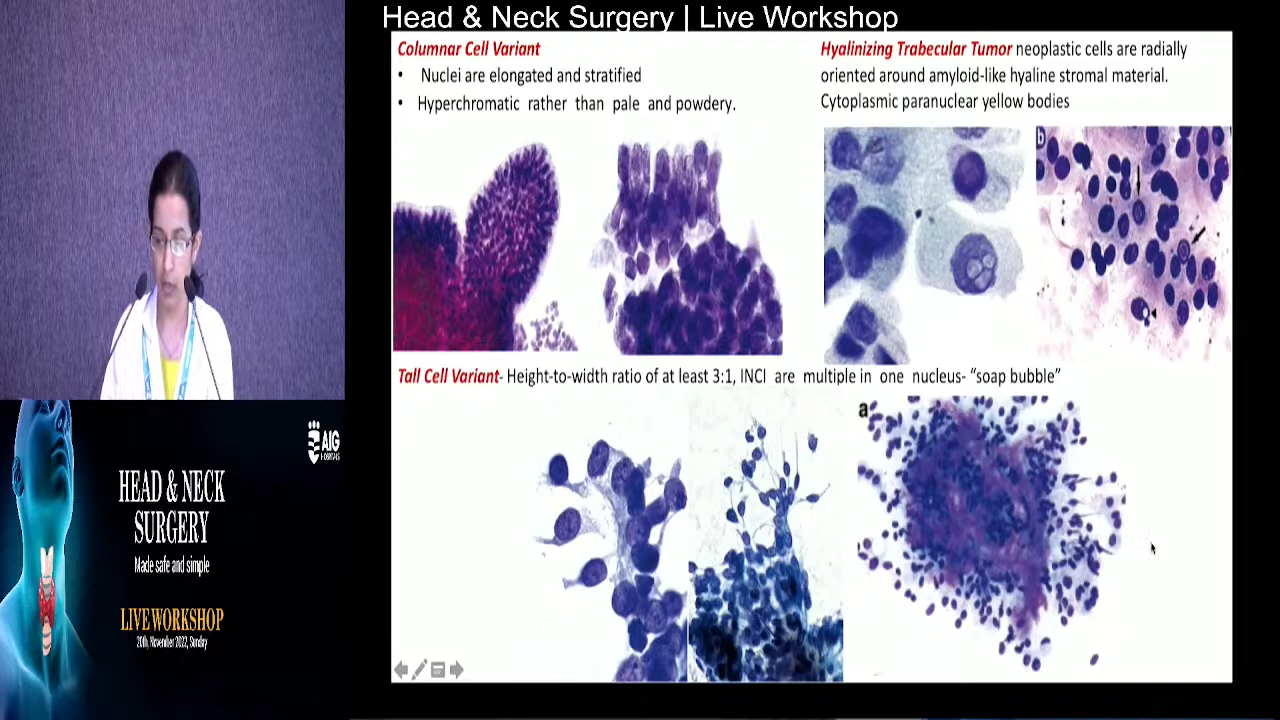 Head & Neck Surgery | Live Workshop
Columnar Cell Variant
• Nuclei are elongated and stratified
• Hyperchromatic rather than pale and powdery.
Hyalinizing Trabecular Tumor neoplastic cells are radially
oriented around amyloid-like hyaline stromal material.
Cytoplasmic paranuclear yellow bodies
b
Tall Cell Variant- Height-to-width ratio of at least 3:1, INCI are multiple in one nucleus- “soap bubble”
a
AIG
HOSPITALS
HEAD & NECK
SURGERY
Made safe and simple
LIVE WORKSHOP
20th, November 2022, Sunday